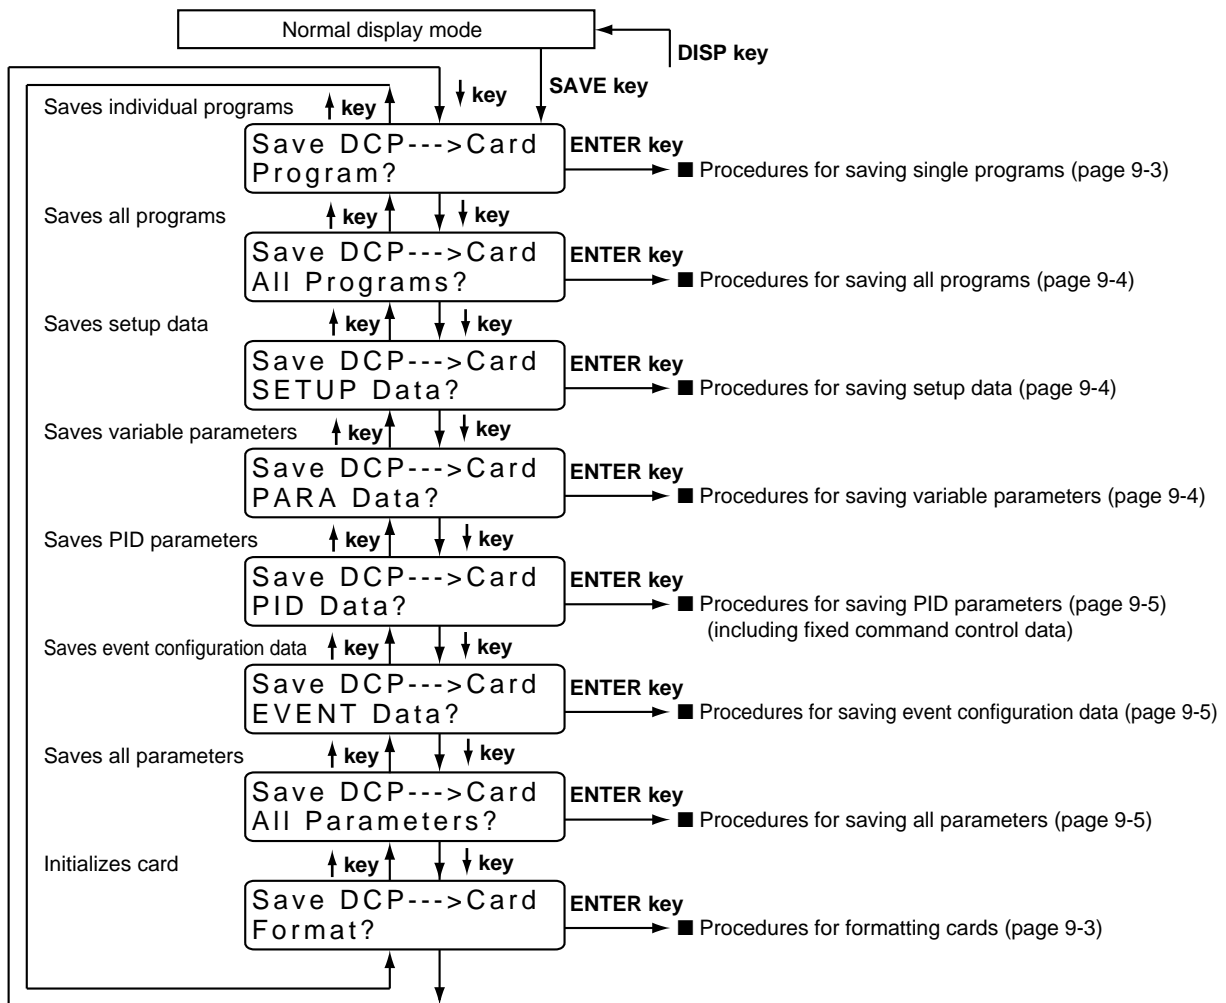 Normal display mode
DISP key
SAVE key
Saves individual programs
↑ key
↓ key
Save DCP--->Card
Program?
ENTER key
■ Procedures for saving single programs (page 9-3)
Saves all programs
↑ key
↓ key
Save DCP--->Card
All Programs?
ENTER key
■ Procedures for saving all programs (page 9-4)
Saves setup data
↑ key
↓ key
Save DCP--->Card
SETUP Data?
ENTER key
■ Procedures for saving setup data (page 9-4)
Saves variable parameters
↑ key
↓ key
Save DCP--->Card
PARA Data?
ENTER key
■ Procedures for saving variable parameters (page 9-4)
Saves PID parameters
↑ key
↓ key
Save DCP--->Card
PID Data?
ENTER key
■ Procedures for saving PID parameters (page 9-5)
(including fixed command control data)
Saves event configuration data
↑ key
↓ key
Save DCP--->Card
EVENT Data?
ENTER key
■ Procedures for saving event configuration data (page 9-5)
Saves all parameters
↑ key
↓ key
Save DCP--->Card
All Parameters?
ENTER key
■ Procedures for saving all parameters (page 9-5)
Initializes card
↑ key
↓ key
Save DCP--->Card
Format?
ENTER key
■ Procedures for formatting cards (page 9-3)